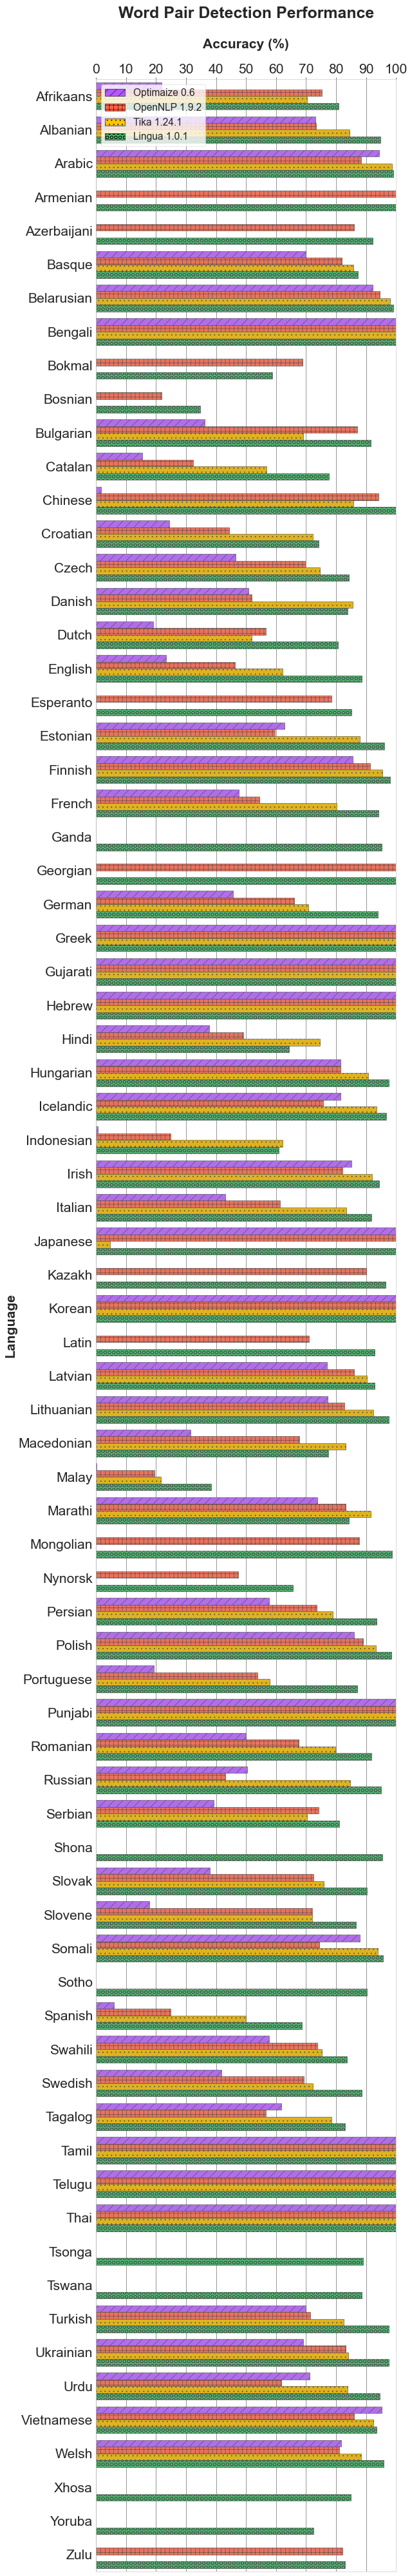 Word Pair Detection Performance
Accuracy (%)
0 10 20 30 40 50 60 70 80 90 100
Optimaize 0.6
OpenNLP 1.9.2
Tika 1.24.1
Lingua 1.0.1
Language
Afrikaans
Albanian
Arabic
Armenian
Azerbaijani
Basque
Belarusian
Bengali
Bokmal
Bosnian
Bulgarian
Catalan
Chinese
Croatian
Czech
Danish
Dutch
English
Esperanto
Estonian
Finnish
French
Ganda
Georgian
German
Greek
Gujarati
Hebrew
Hindi
Hungarian
Icelandic
Indonesian
Irish
Italian
Japanese
Kazakh
Korean
Latin
Latvian
Lithuanian
Macedonian
Malay
Marathi
Mongolian
Nynorsk
Persian
Polish
Portuguese
Punjabi
Romanian
Russian
Serbian
Shona
Slovak
Slovene
Somali
Sotho
Spanish
Swahili
Swedish
Tagalog
Tamil
Telugu
Thai
Tsonga
Tswana
Turkish
Ukrainian
Urdu
Vietnamese
Welsh
Xhosa
Yoruba
Zulu